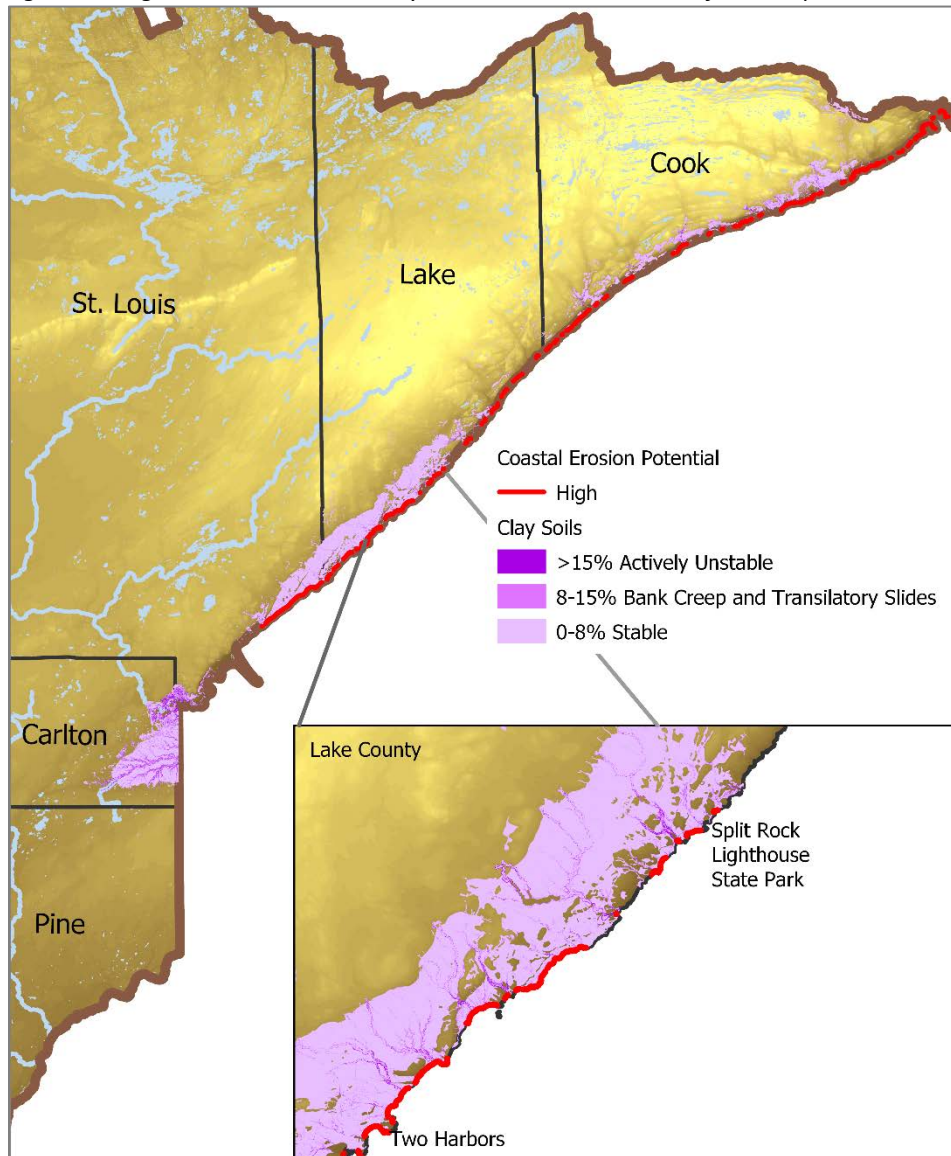 Cook
Lake
St. Louis
Coastal Erosion Potential
High
Clay Soils
>15% Actively Unstable
8-15% Bank Creep and Transilatory Slides
0-8% Stable
Carlton
Pine
Lake County
Split Rock
Lighthouse
State Park
Two Harbors